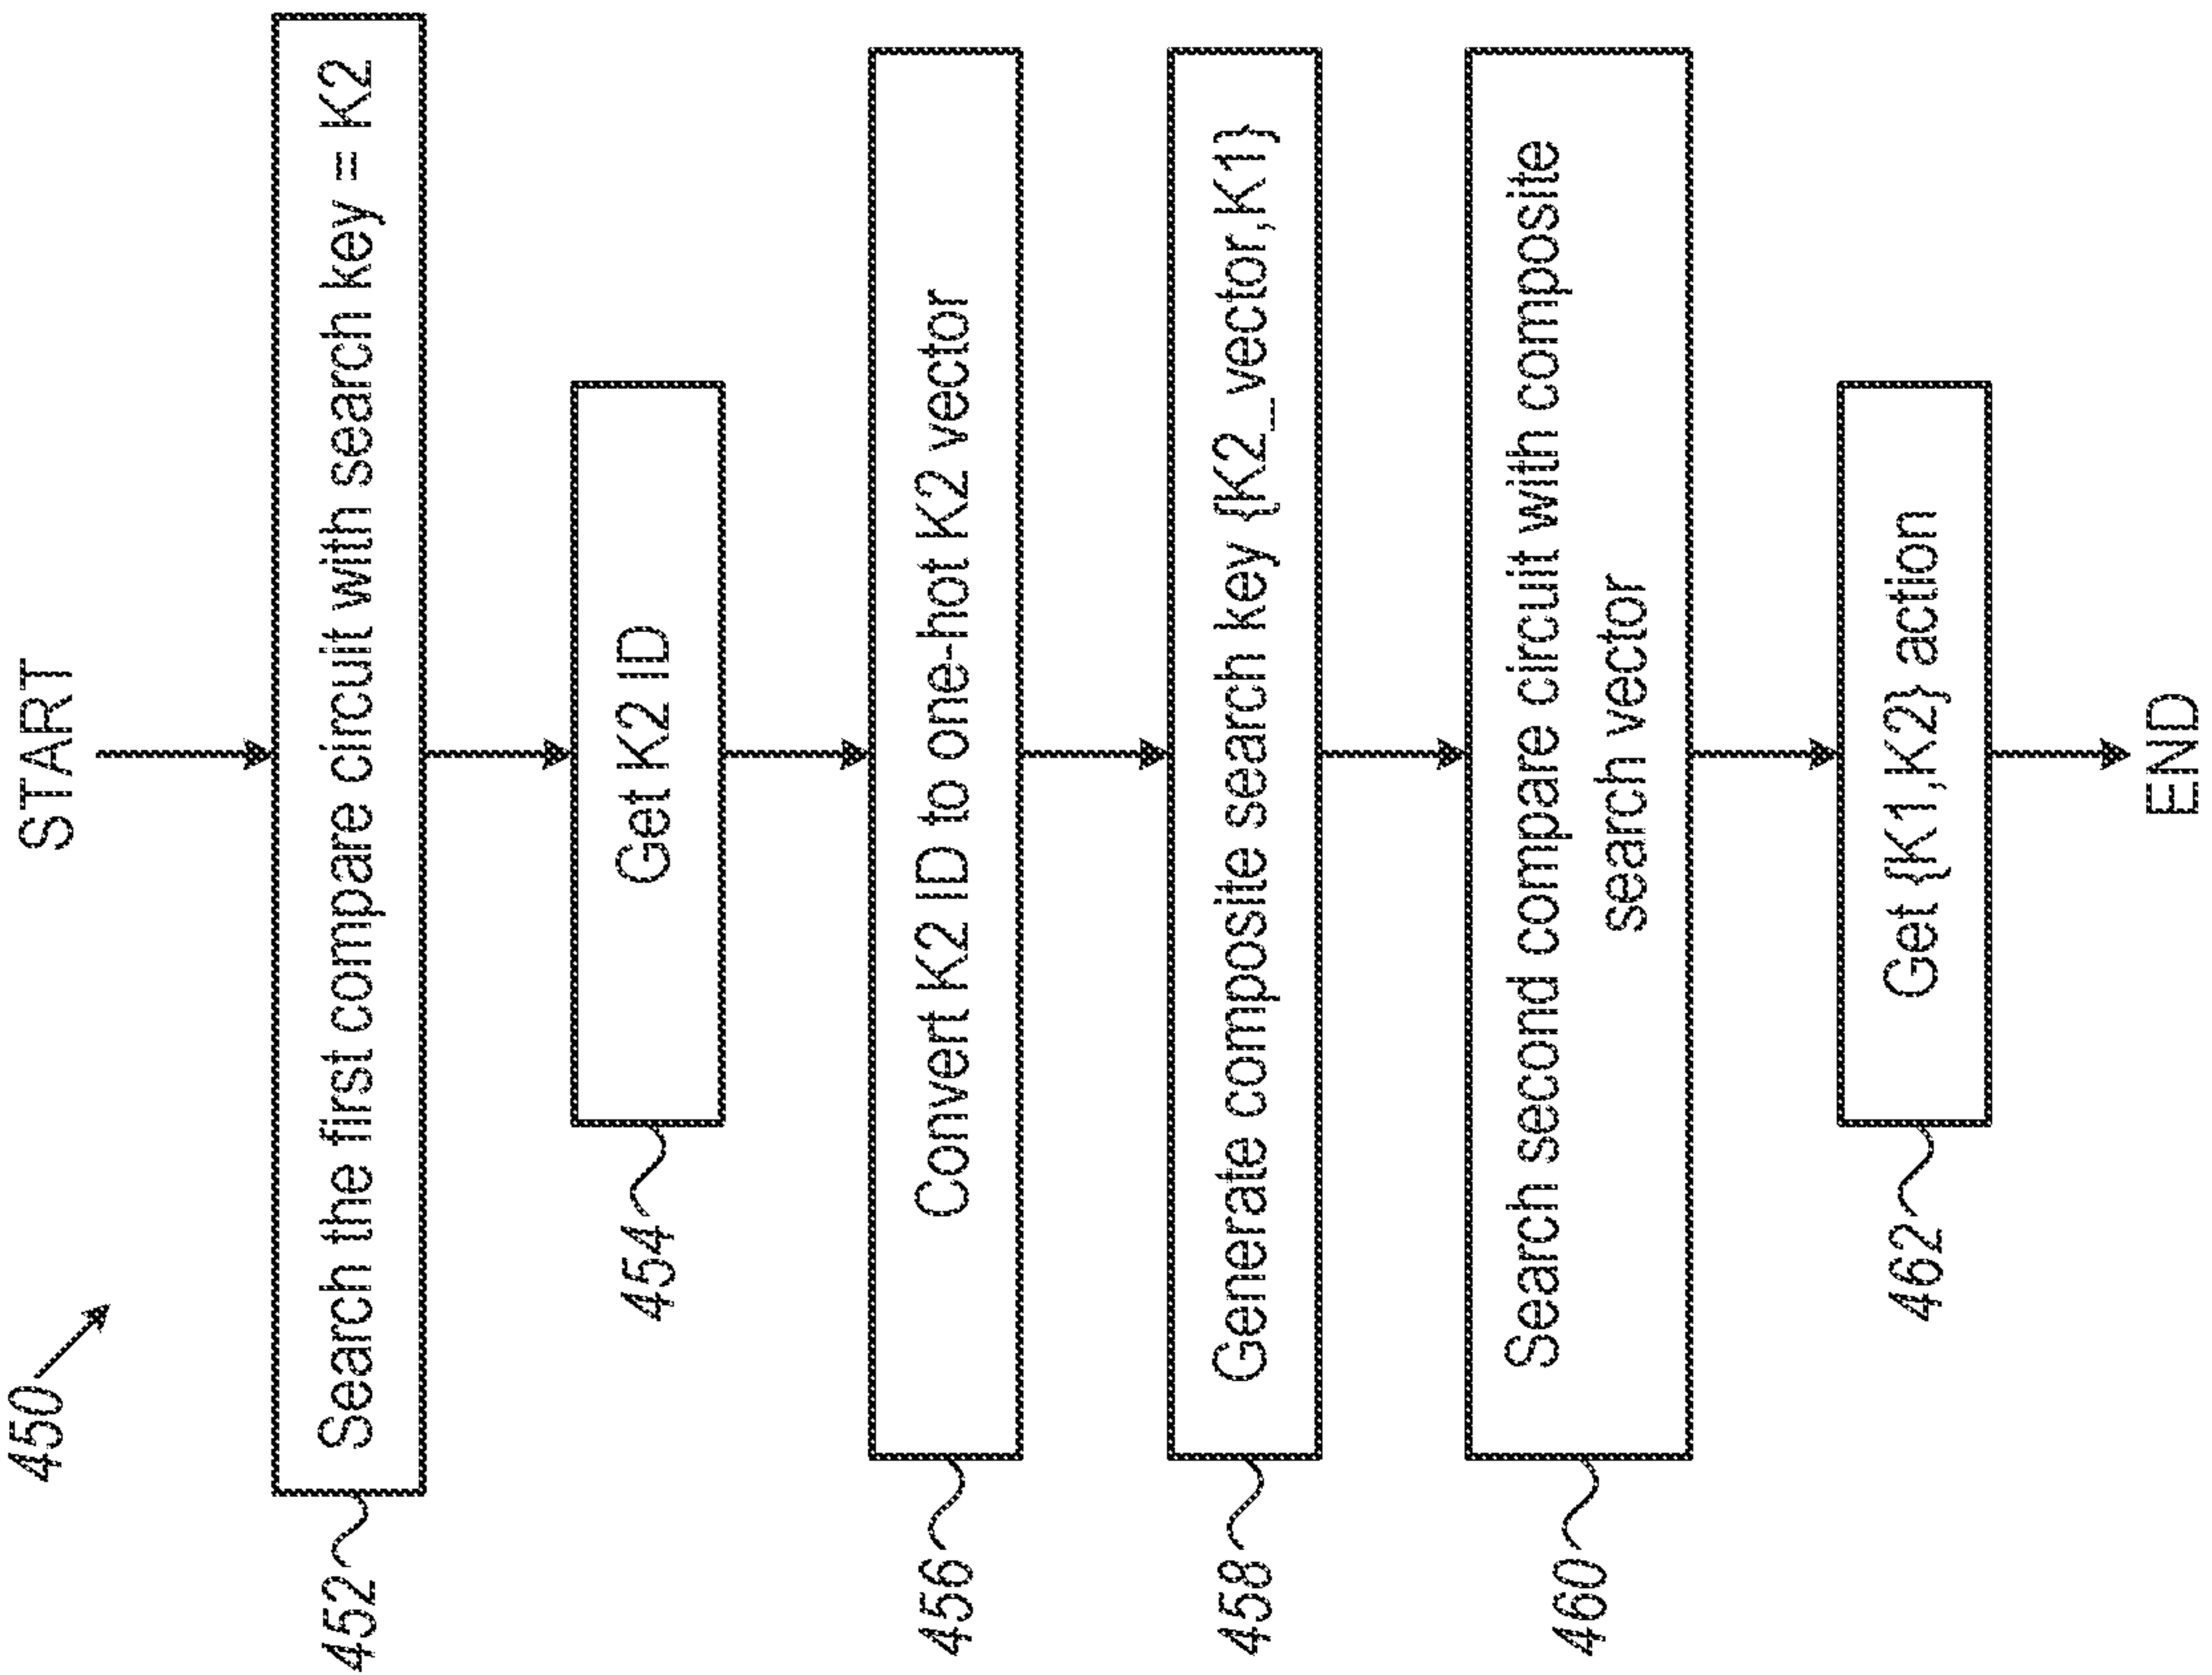 450
START
452
Search the first compare circuit with search key = K2
454
Get K2 ID
456
Convert K2 ID to one-hot K2 vector
458
Generate composite search key {K2_vector,K1}
460
Search second compare circuit with composite
search vector
462
Get {K1,K2} action
END